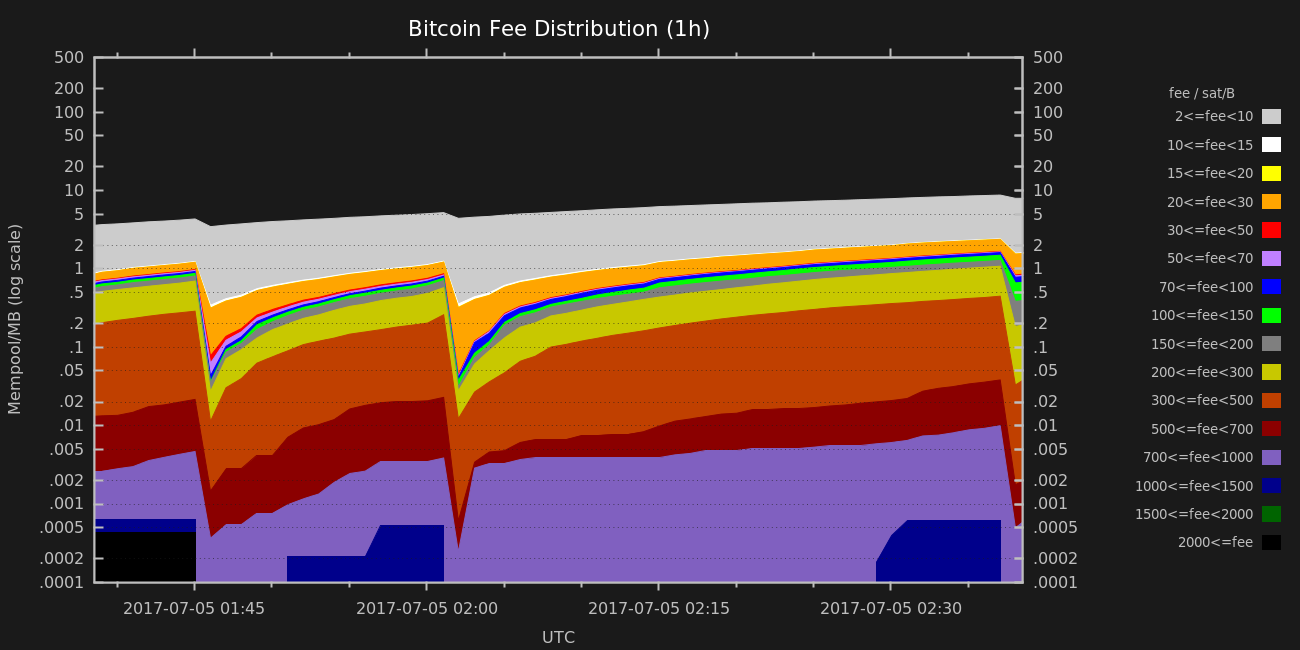 Bitcoin Fee Distribution (1h)
Mempool/MB (log scale)
500
200
100
50
20
10
5
2
1
.5
.2
.1
.05
.02
.01
.005
.002
.001
.0005
.0002
.0001
500
200
100
50
20
10
5
2
1
.5
.2
.1
.05
.02
.01
.005
.002
.001
.0005
.0002
.0001
2017-07-05 01:45
2017-07-05 02:00
2017-07-05 02:15
2017-07-05 02:30
UTC
fee / sat/B
2<=fee<10
10<=fee<15
15<=fee<20
20<=fee<30
30<=fee<50
50<=fee<70
70<=fee<100
100<=fee<150
150<=fee<200
200<=fee<300
300<=fee<500
500<=fee<700
700<=fee<1000
1000<=fee<1500
1500<=fee<2000
2000<=fee